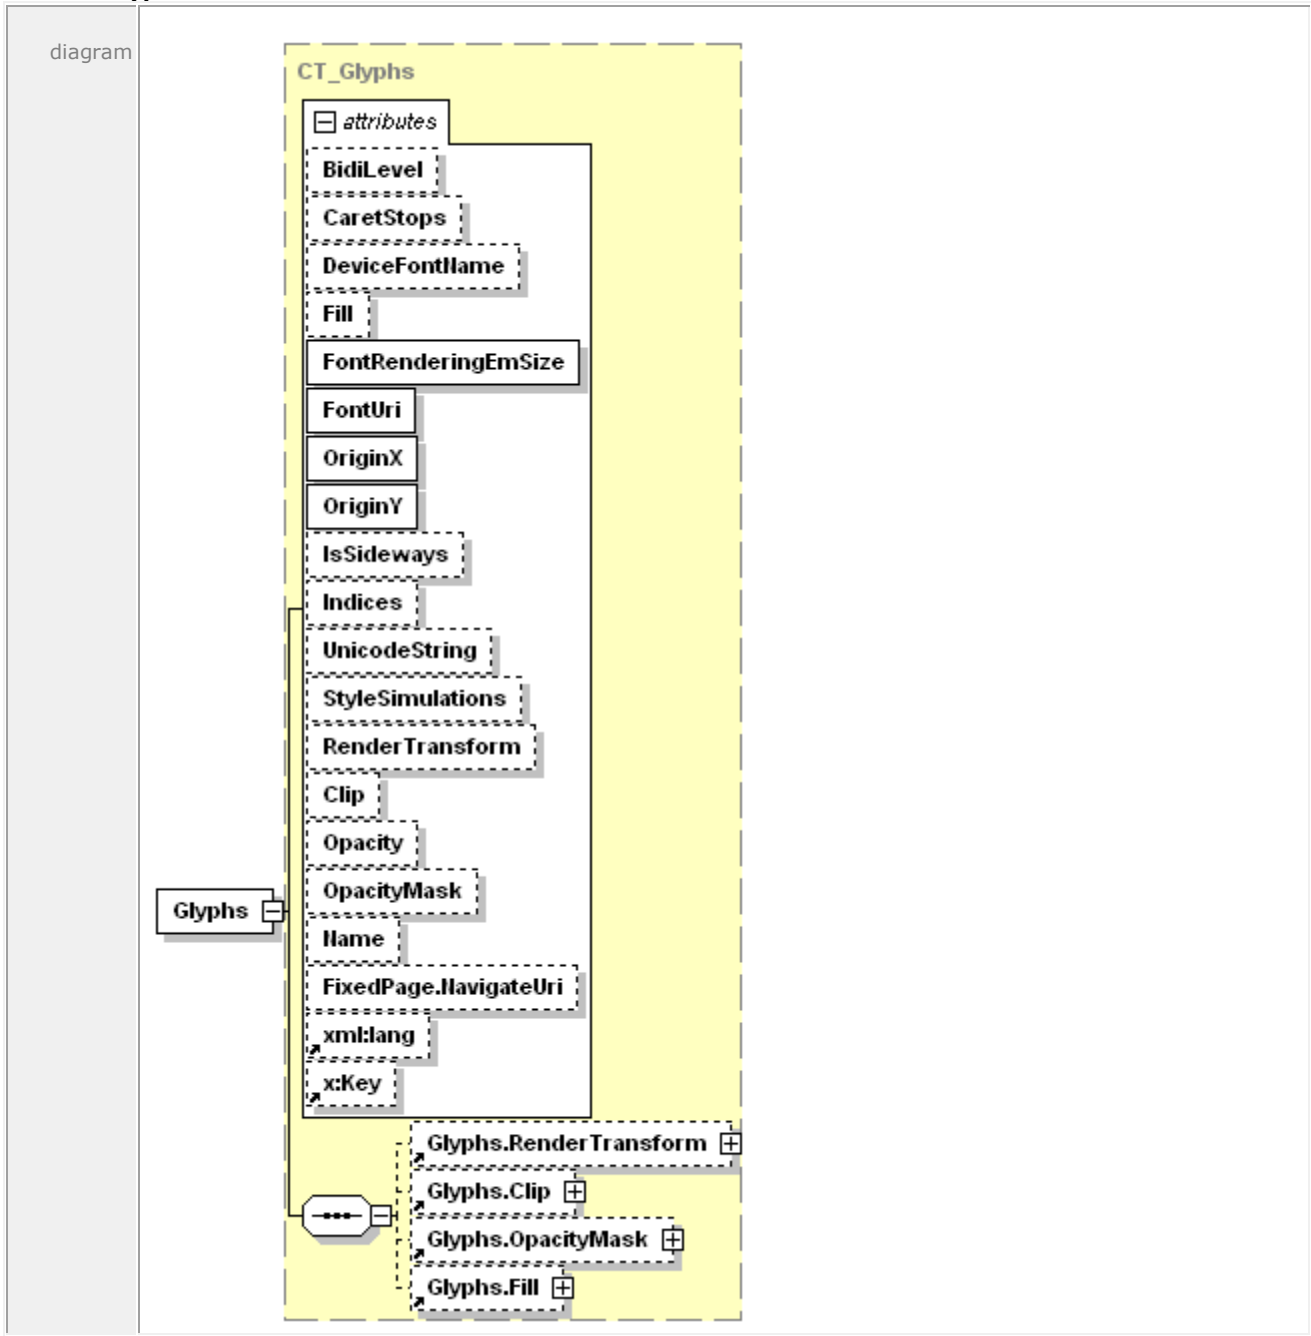 diagram
CT_Glyphs
attributes
BidiLevel
CaretStops
DeviceFontName
Fill
FontRenderingEmSize
FontUri
OriginX
OriginY
IsSideways
Indices
UnicodeString
StyleSimulations
RenderTransform
Clip
Opacity
OpacityMask
Glyphs
Name
FixedPage.NavigateUri
xml:lang
x:Key
Glyphs.RenderTransform
Glyphs.Clip
Glyphs.OpacityMask
Glyphs.Fill